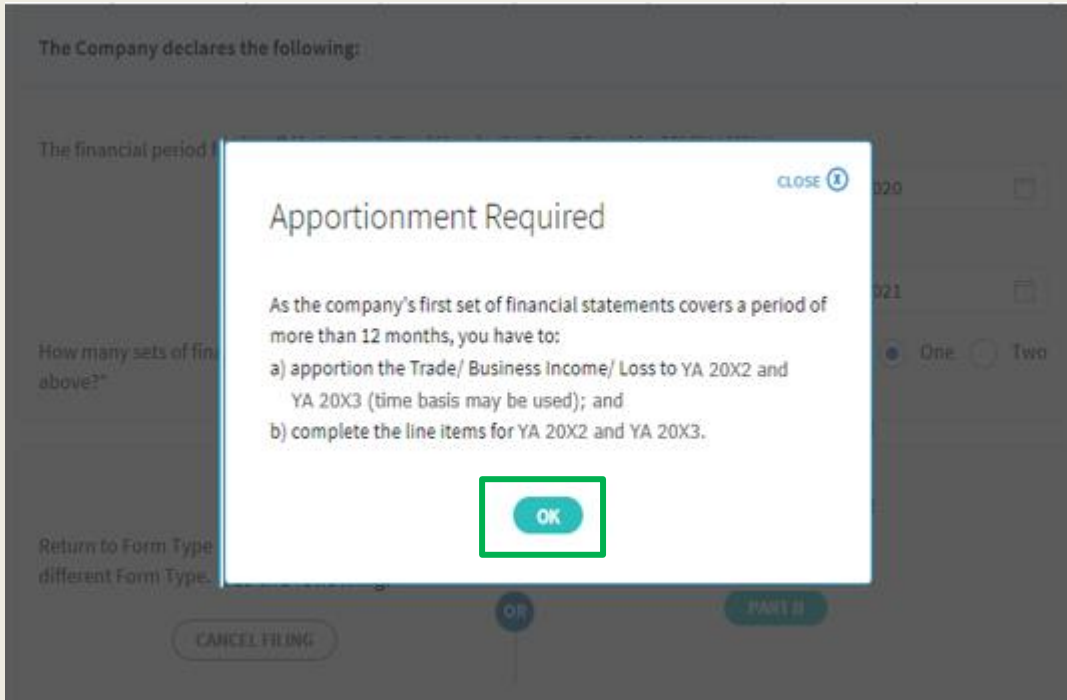 The Company declares the following:
The financial period
CLOSE X
020
Apportionment Required
021
As the company's first set of financial statements covers a period of
more than 12 months, you have to:
How many sets of
One Two
above?*
a) apportion the Trade/ Business Income/ Loss to YA 20X2 and
YA 20X3 (time basis may be used); and
b) complete the line items for YA 20X2 and YA 20X3.
OK
Return to Form Type
different Form Type.
OR
PART II
CANCEL FILING